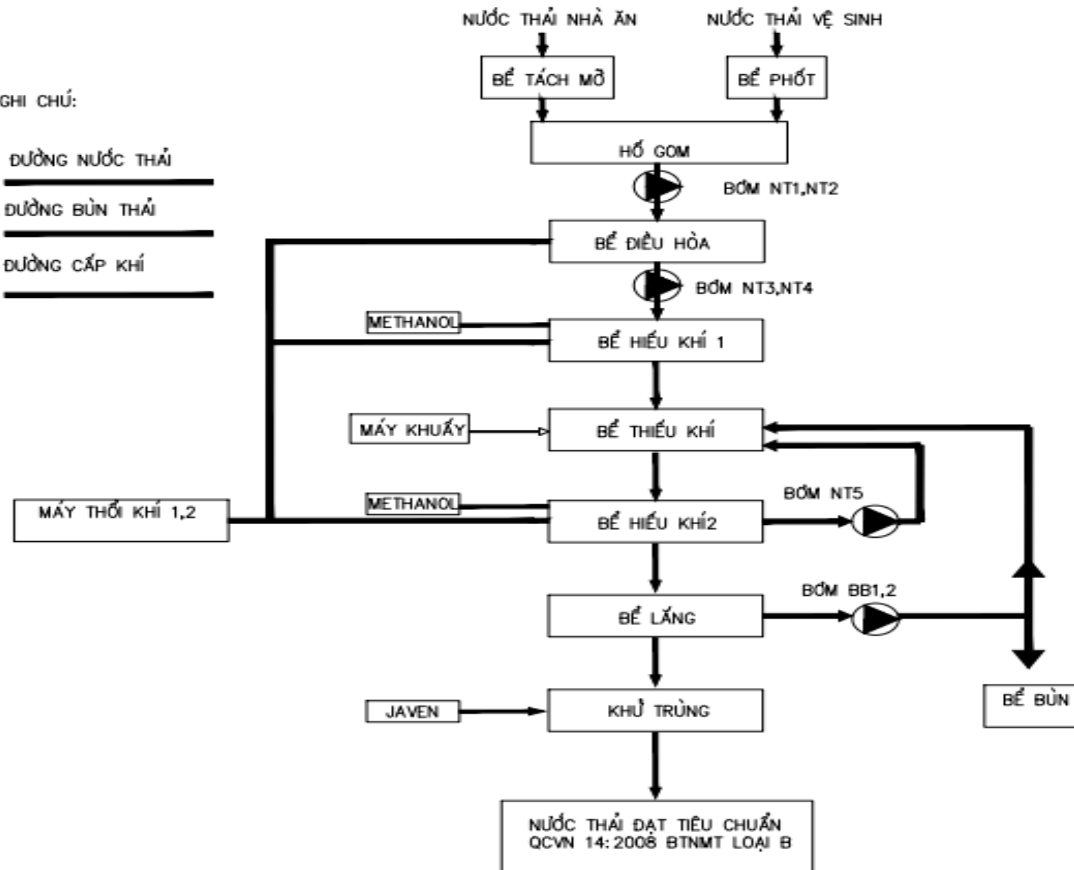 NƯỚC THẢI NHÀ ĂN
NƯỚC THẢI VỆ SINH
BỂ TÁCH MỠ
BỂ PHỐT
GHI CHÚ:
HỐ GOM
ĐƯỜNG NƯỚC THẢI
BƠM NT1,NT2
ĐƯỜNG BÙN THẢI
BỂ ĐIỀU HÒA
ĐƯỜNG CẤP KHÍ
BƠM NT3,NT4
METHANOL
BỂ HIẾU KHÍ 1
MÁY KHUẤY
BỂ THIẾU KHÍ
METHANOL
BƠM NT5
MÁY THỔI KHÍ 1,2
BỂ HIẾU KHÍ2
BƠM BB1,2
BỂ LẮNG
BỂ BÙN
JAVEN
KHỬ TRÙNG
NƯỚC THẢI ĐẠT TIÊU CHUẨN
QCVN 14:2008 BTNMT LOẠI B